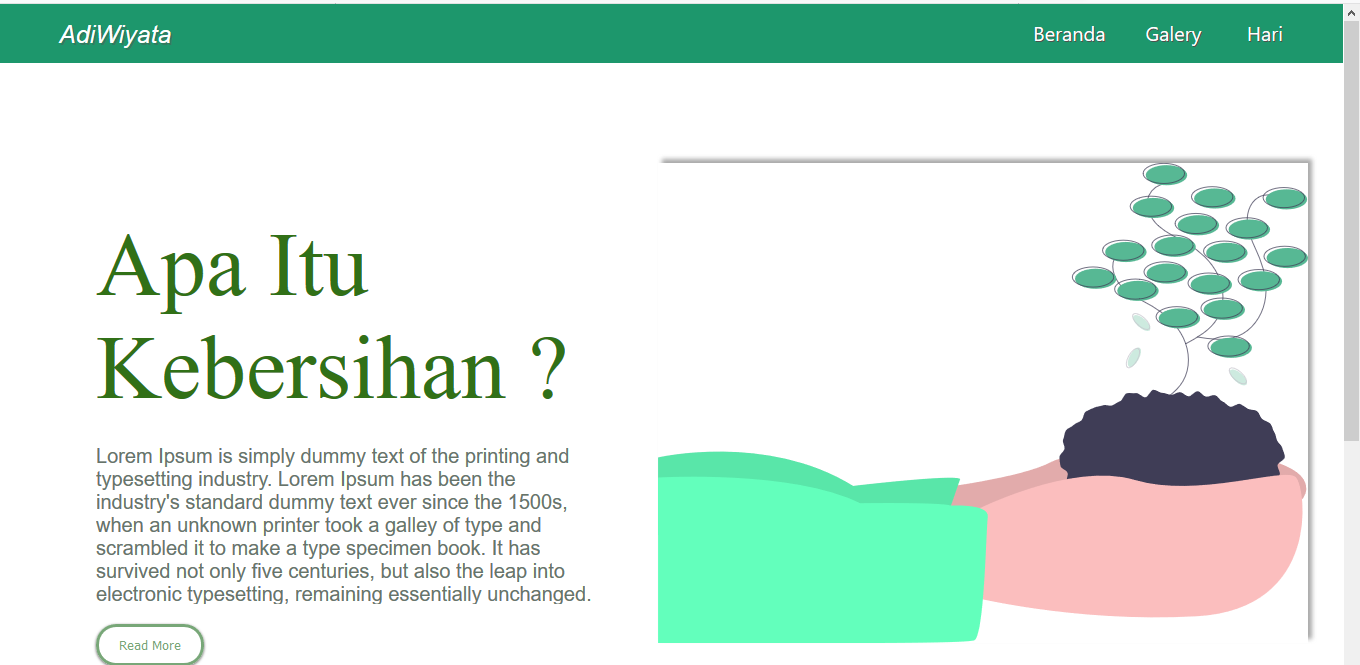 AdiWiyata
Beranda Galery Hari
Apa Itu
Kebersihan ?
Lorem Ipsum is simply dummy text of the printing and
typesetting industry. Lorem Ipsum has been the
industry's standard dummy text ever since the 1500s,
when an unknown printer took a galley of type and
scrambled it to make a type specimen book. It has
survived not only five centuries, but also the leap into
electronic typesetting, remaining essentially unchanged.
Read More